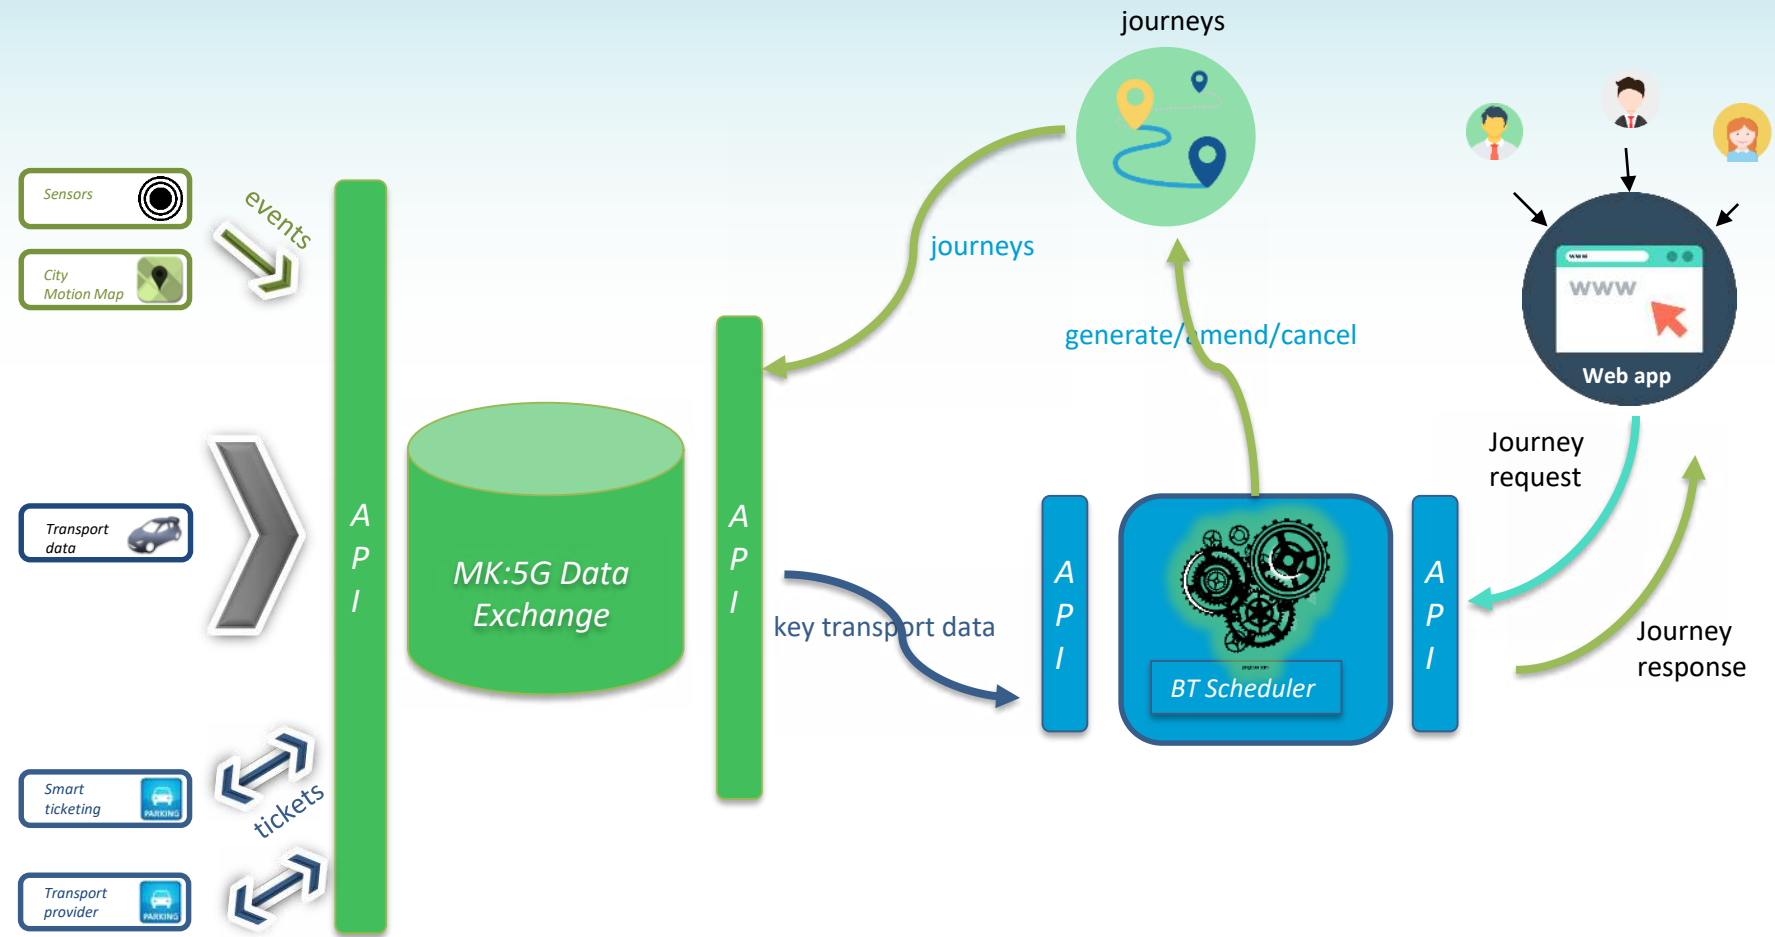 journeys
Sensors
events
City
Motion Map
journeys
generate/amend/cancel
www
WWW
Web app
Journey
request
Transport
data
A
P
I
MK:5G Data
Exchange
A
P
I
key transport data
A
P
I
BT Scheduler
A
P
I
Journey
response
Smart
ticketing
PARKING
tickets
Transport
provider
PARKING